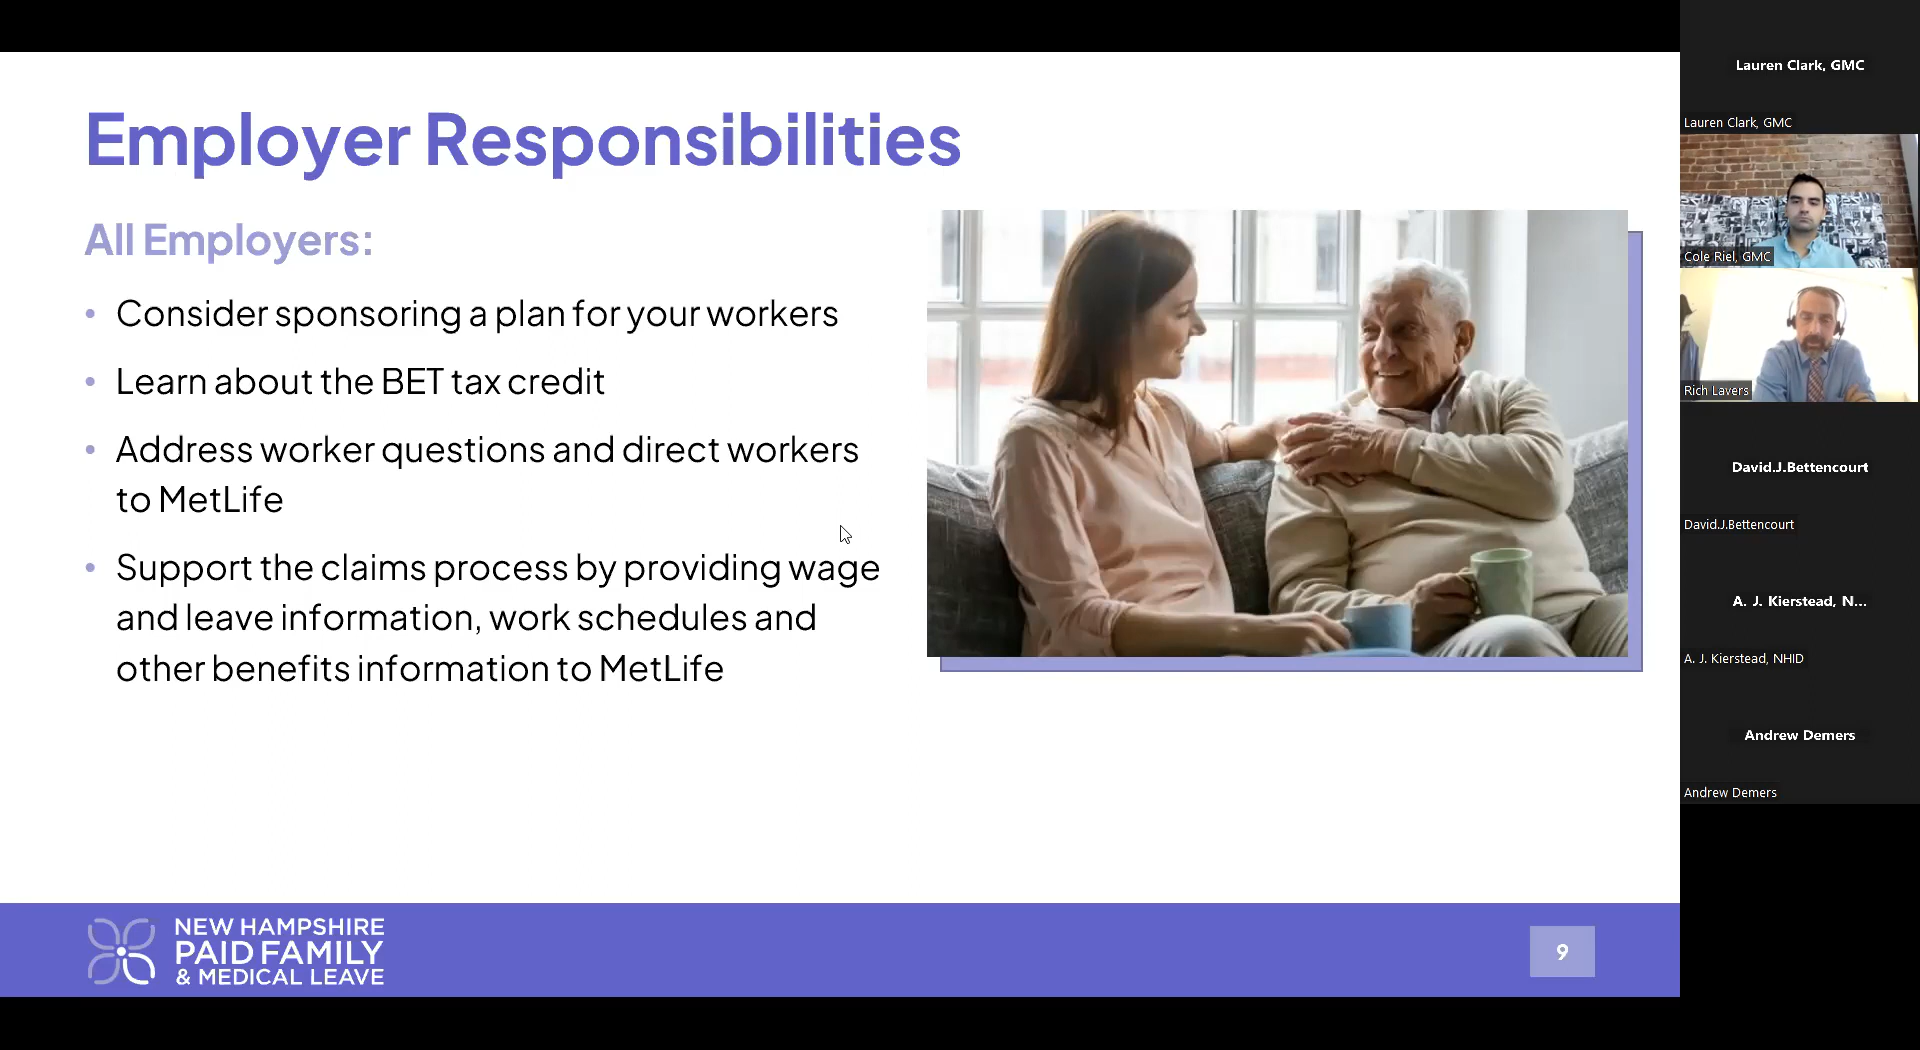 Employer Responsibilities
All Employers:
• Consider sponsoring a plan for your workers
• Learn about the BET tax credit
• Address worker questions and direct workers
to MetLife
• Support the claims process by providing wage
and leave information, work schedules and
other benefits information to MetLife
NEW HAMPSHIRE
PAID FAMILY
& MEDICAL LEAVE
9
Lauren Clark, GMC
Lauren Clark, GMC
Cole Riel, GMC
Rich Lavers
David.J.Bettencourt
David.J.Bettencourt
A. J. Kierstead, N...
A. J. Kierstead, NHID
Andrew Demers
Andrew Demers